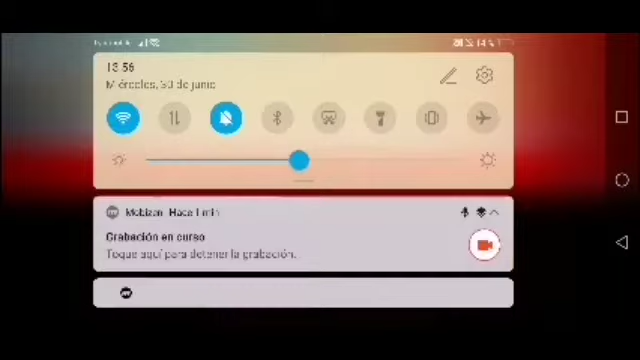 14 %
13:56
Miércoles, 30 de junio
Mobizen Hace 1 min
Grabación en curso
Toque aquí para detener la grabación.